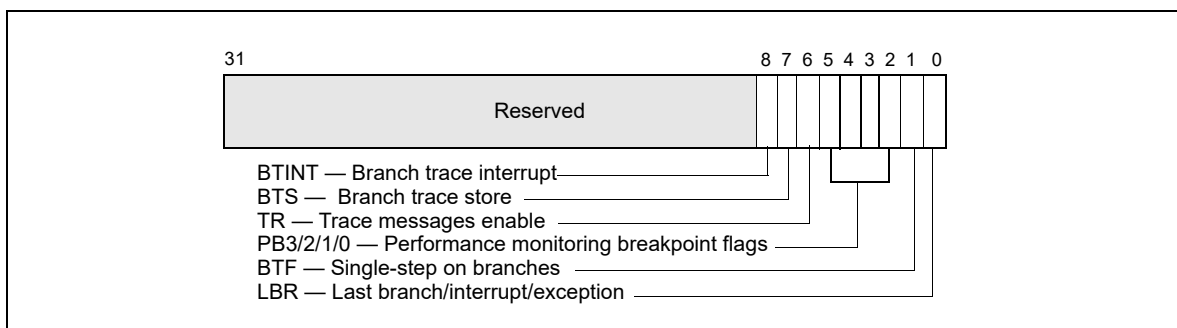 31 8 7 6 5 4 3 2 1 0
Reserved
BTINT — Branch trace interrupt
BTS — Branch trace store
TR — Trace messages enable
PB3/2/1/0 — Performance monitoring breakpoint flags
BTF — Single-step on branches
LBR — Last branch/interrupt/exception